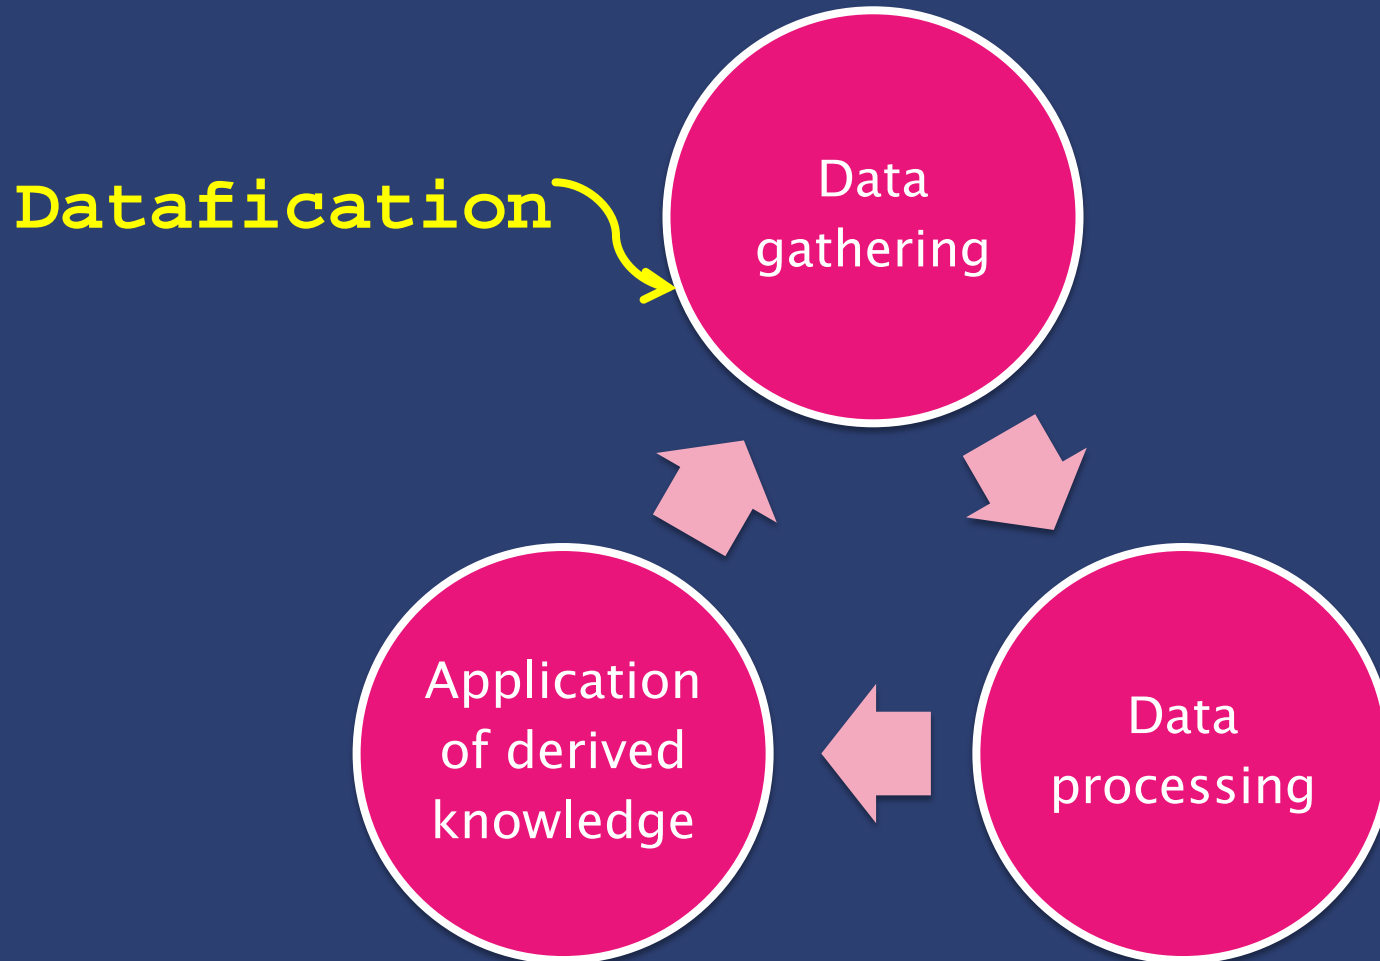 Datafication
Data
gathering
Application
of derived
knowledge
Data
processing